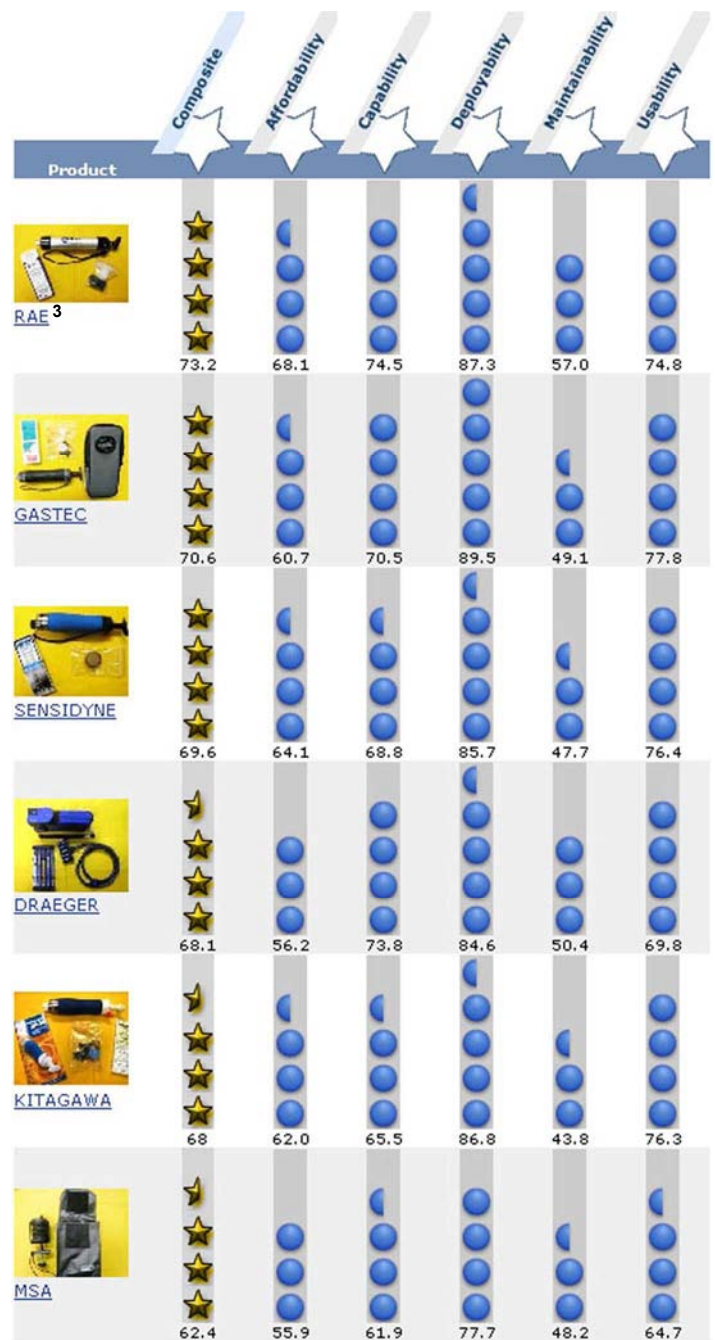 Composite Affordability Capability Deployabiity Maintainability Usability
Product
RAE 3
73.2 68.1 74.5 87.3 57.0 74.8
GASTEC
70.6 60.7 70.5 89.5 49.1 77.8
SENSIDYNE
69.6 64.1 68.8 85.7 47.7 76.4
DRAEGER
68.1 56.2 73.8 84.6 50.4 69.8
KITAGAWA
68 62.0 65.5 86.8 43.8 76.3
MSA
62.4 55.9 61.9 77.7 48.2 64.7